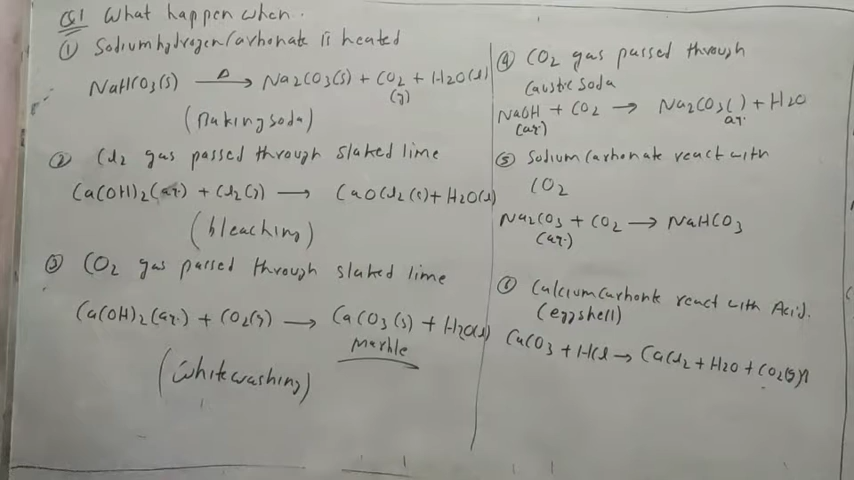 Q1 What happen when.
① Sodium hydrogen Carbonate is heated
NaHCO3(s) —Δ→ Na2CO3(s) + CO2 + H2O(l)
(g)
(Baking soda)
② Cl2 gas passed through slaked lime
Ca(OH)2(aq.) + Cl2(g) → CaOCl2(s) + H2O(l)
(bleaching)
③ CO2 gas passed through slaked lime
Ca(OH)2(aq.) + CO2(g) → CaCO3(s) + H2O(l)
Marble
(Whitewashing)
④ CO2 gas passed through
Caustic Soda
NaOH + CO2 → Na2CO3( ) + H2O
(aq.) aq.
⑤ Sodium Carbonate react with
CO2
Na2CO3 + CO2 → NaHCO3
(aq.)
⑥ Calcium Carbonte react with Acid.
(eggshell)
CaCO3 + HCl → CaCl2 + H2O + CO2(g)↑